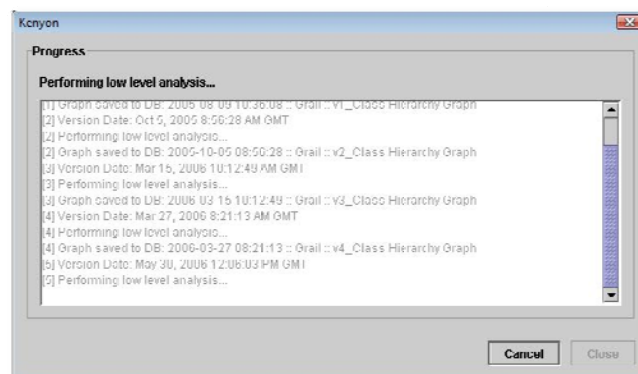 Kenyon
Progress
Performing low level analysis...
[1] Graph saved to DB: 2005-08-09 10:36:08 :: Grail :: v1_Class Hierarchy Graph
[2] Version Date: Oct 5, 2005 8:56:28 AM GMT
[2] Performing low level analysis...
[2] Graph saved to DB: 2005-10-05 08:56:28 :: Grail :: v2_Class Hierarchy Graph
[3] Version Date: Mar 15, 2006 10:12:49 AM GMT
[3] Performing low level analysis...
[3] Graph saved to DB: 2006-03-15 10:12:49 :: Grail :: v3_Class Hierarchy Graph
[4] Version Date: Mar 27, 2006 8:21:13 AM GMT
[4] Performing low level analysis...
[4] Graph saved to DB: 2006-03-27 08:21:13 :: Grail :: v4_Class Hierarchy Graph
[5] Version Date: May 30, 2006 12:06:03 PM GMT
[5] Performing low level analysis...
Cancel
Close